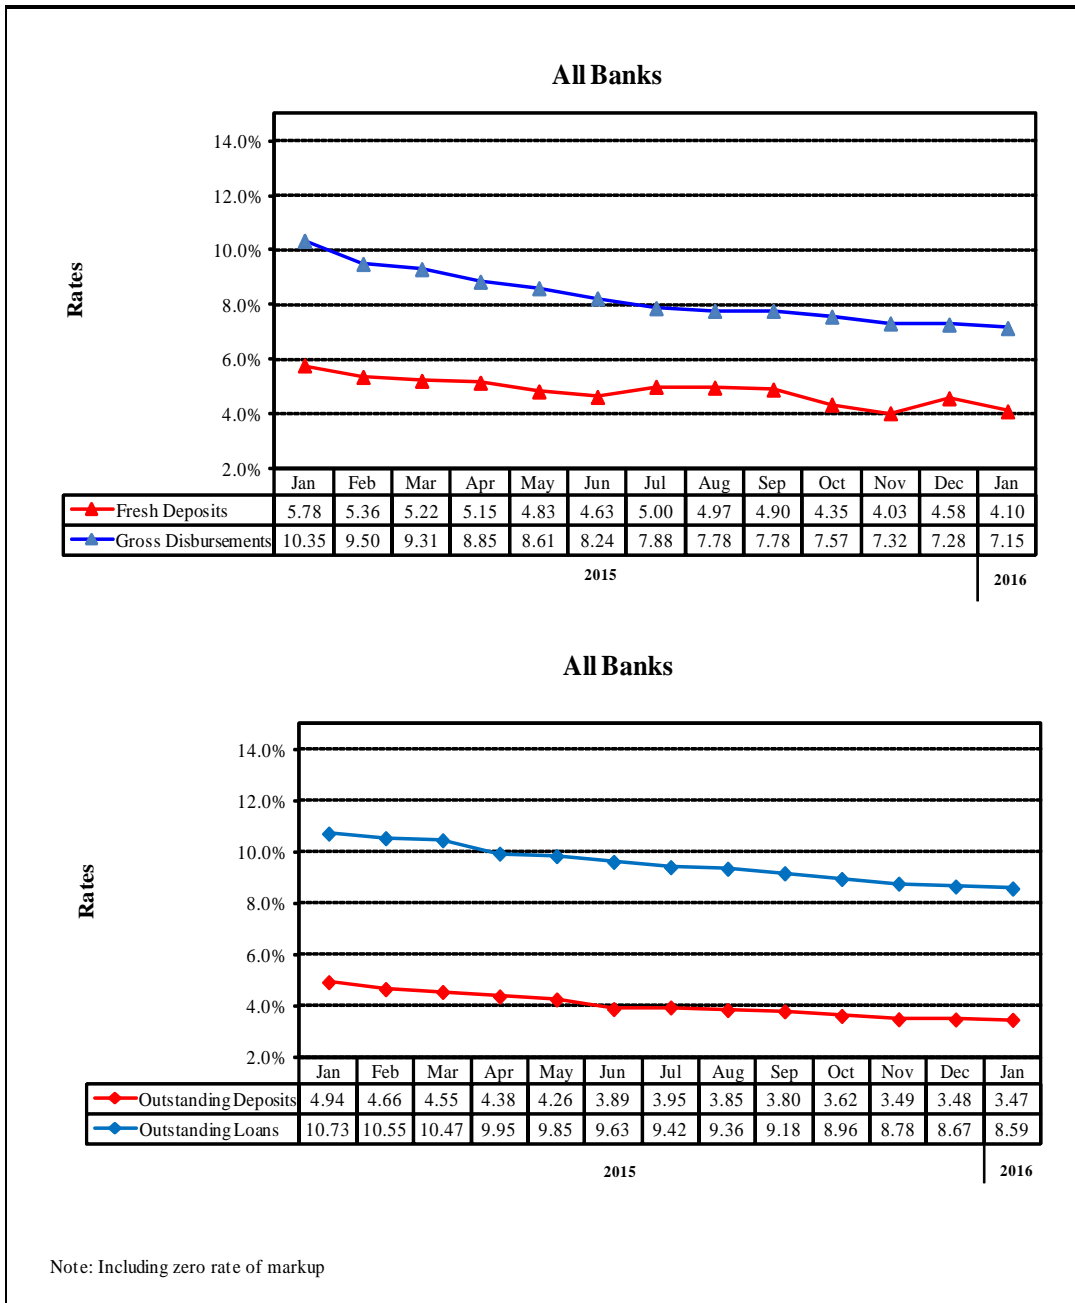 All Banks
14.0%
12.0%
10.0%
8.0%
6.0%
4.0%
2.0%
Rates
Jan Feb Mar Apr May Jun Jul Aug Sep Oct Nov Dec Jan
Fresh Deposits 5.78 5.36 5.22 5.15 4.83 4.63 5.00 4.97 4.90 4.35 4.03 4.58 4.10
Gross Disbursements 10.35 9.50 9.31 8.85 8.61 8.24 7.88 7.78 7.78 7.57 7.32 7.28 7.15
2015 2016
All Banks
14.0%
12.0%
10.0%
8.0%
6.0%
4.0%
2.0%
Rates
Jan Feb Mar Apr May Jun Jul Aug Sep Oct Nov Dec Jan
Outstanding Deposits 4.94 4.66 4.55 4.38 4.26 3.89 3.95 3.85 3.80 3.62 3.49 3.48 3.47
Outstanding Loans 10.73 10.55 10.47 9.95 9.85 9.63 9.42 9.36 9.18 8.96 8.78 8.67 8.59
2015 2016
Note: Including zero rate of markup